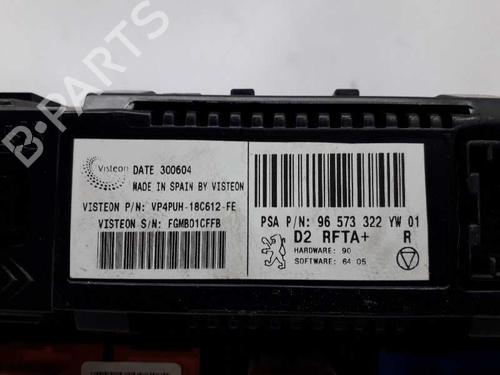 Visteon DATE 300604
MADE IN SPAIN BY VISTEON
VISTEON P/N: VP4PUH-18C612-FE
VISTEON S/N: FGMB01CFFB
PSA P/N: 96 573 322 YW 01
D2 RFTA+ R
HARDWARE: 90
SOFTWARE: 64 05
B-PARTS